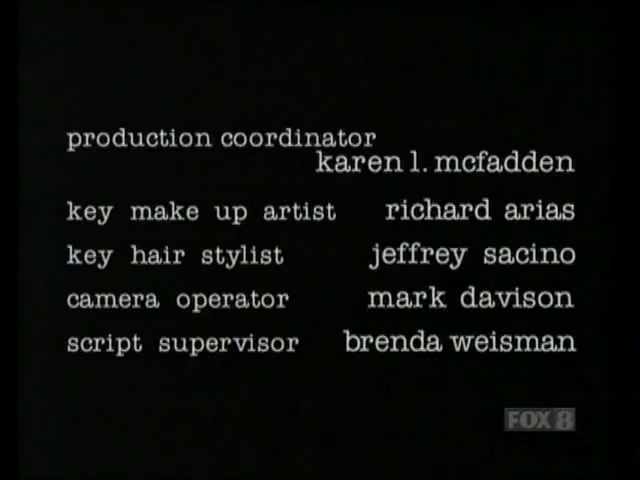 production coordinator
karen l. mcfadden
key make up artist richard arias
key hair stylist jeffrey sacino
camera operator mark davison
script supervisor brenda weisman
FOX 8